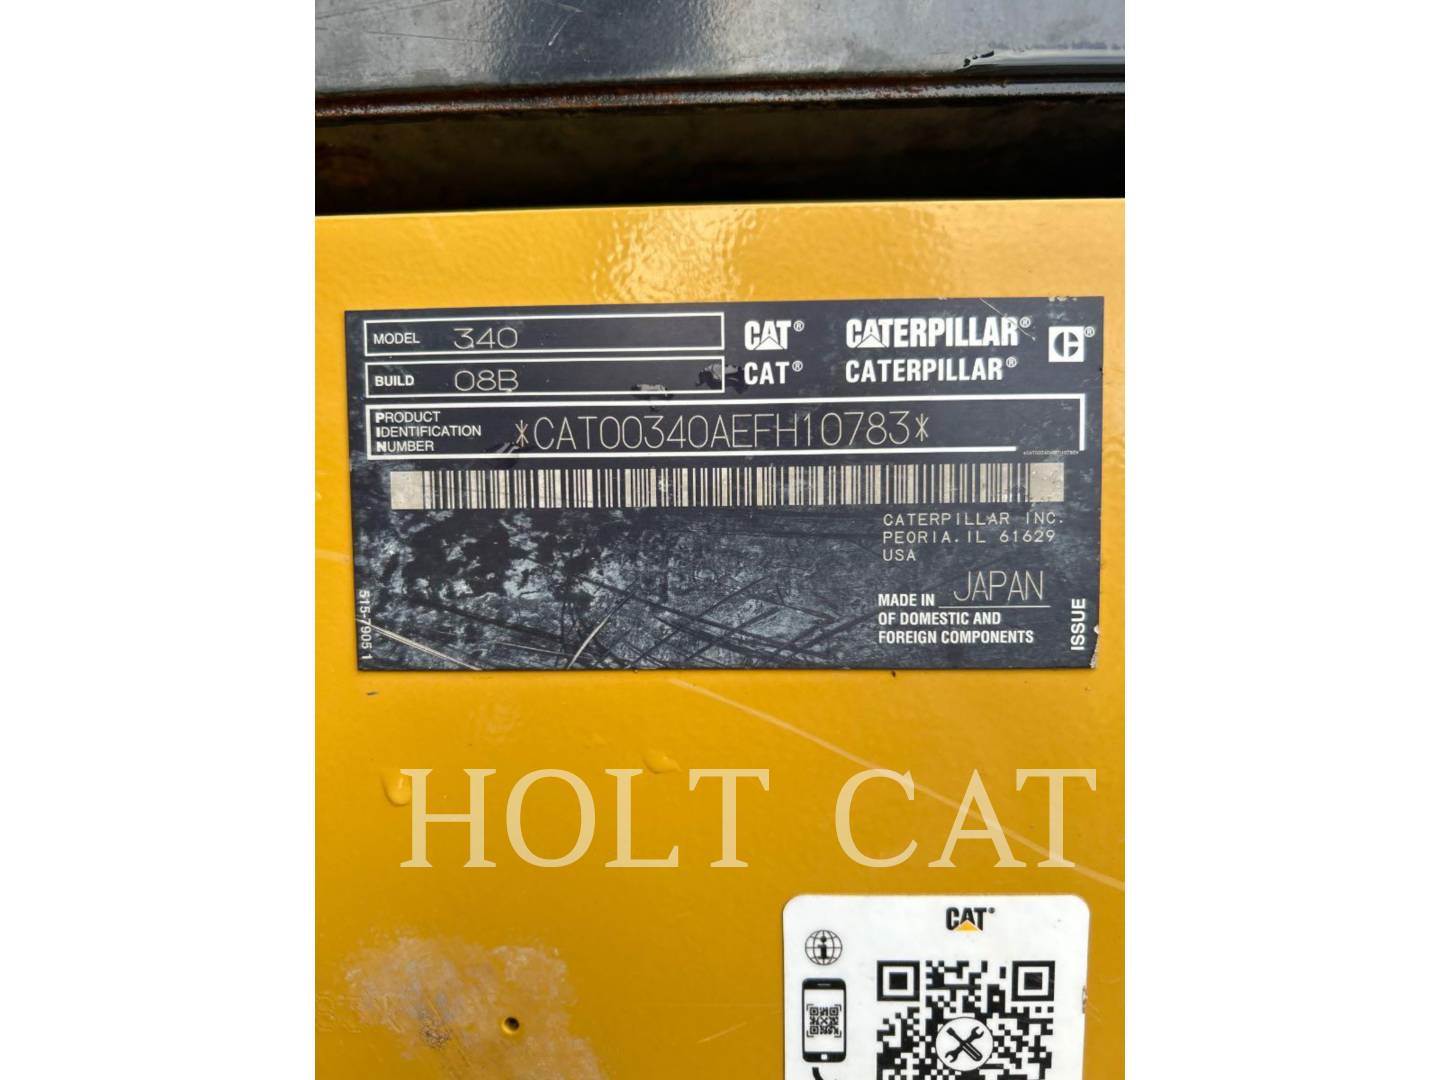 MODEL 340
BUILD 08B
CAT® CATERPILLAR®
CAT® CATERPILLAR®
PRODUCT
IDENTIFICATION
NUMBER
*CAT00340AEFH10783*
CATERPILLAR INC.
PEORIA.IL 61629
USA
MADE IN JAPAN
OF DOMESTIC AND
FOREIGN COMPONENTS
ISSUE
515-7905 1
HOLT CAT
CAT®